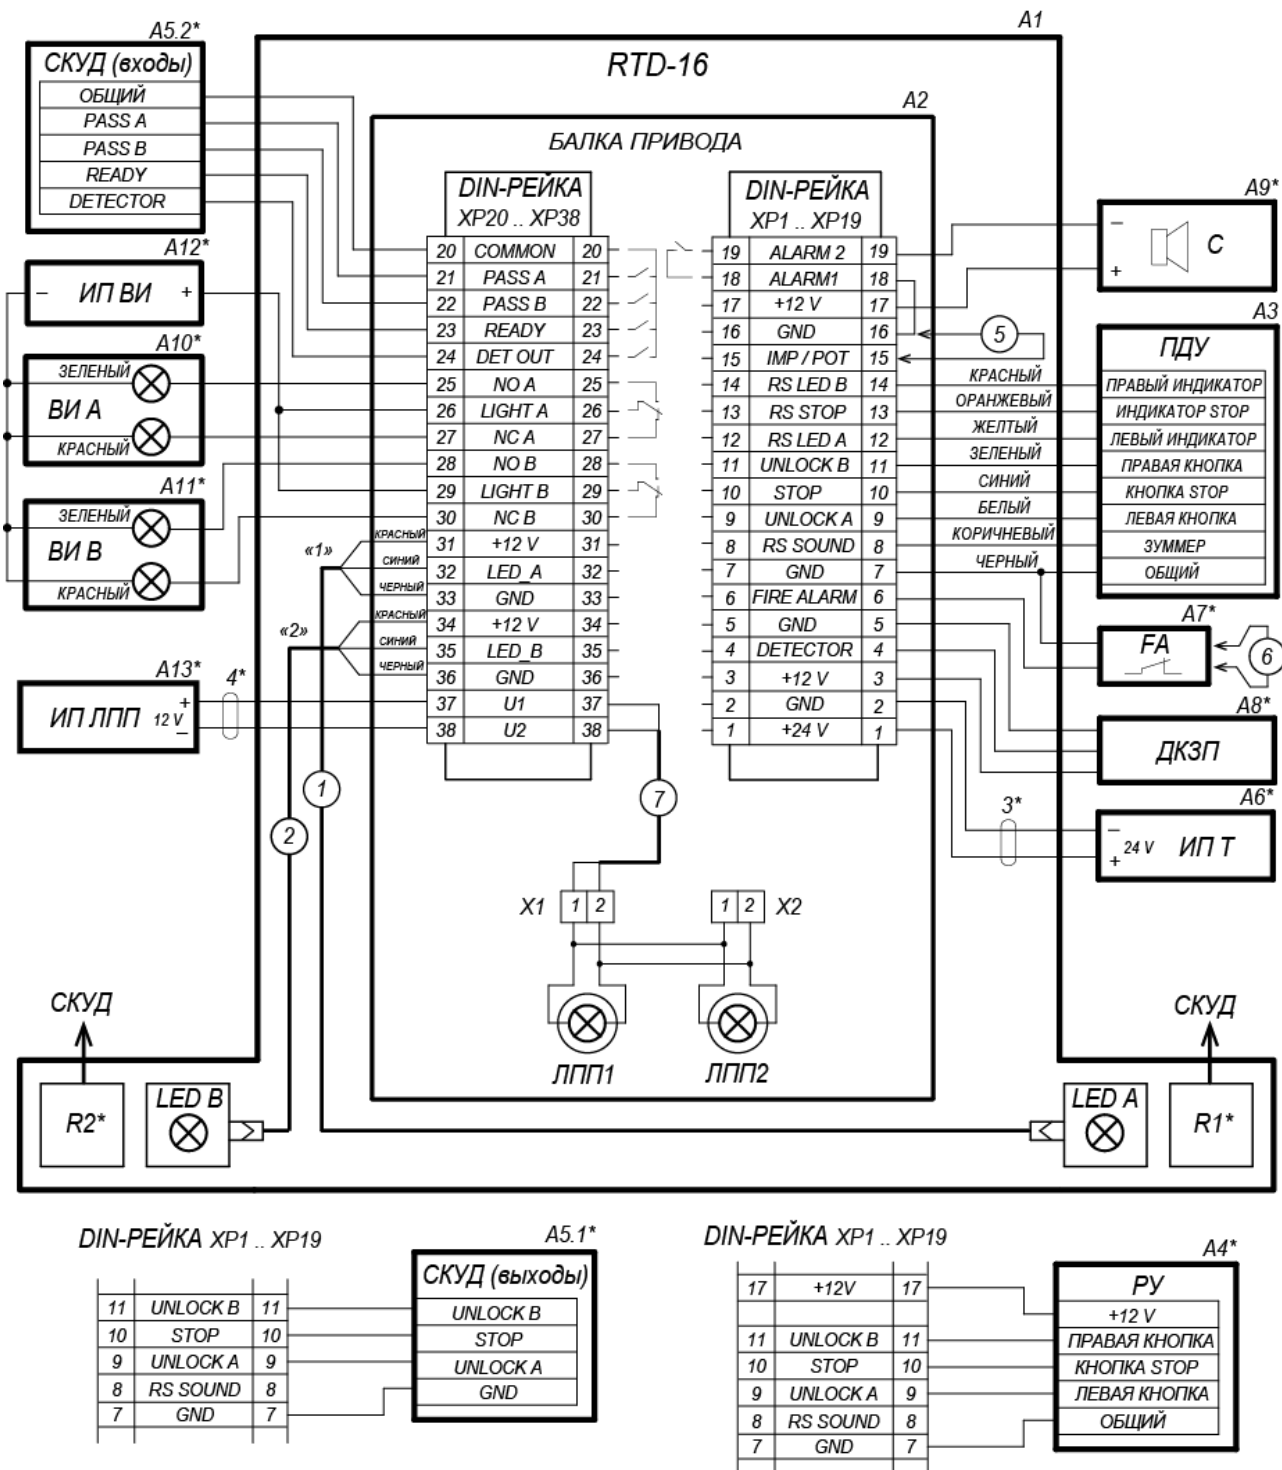 A1
A5.2*
СКУД (входы)
ОБЩИЙ
PASS A
PASS B
READY
DETECTOR
RTD-16
A2
БАЛКА ПРИВОДА
DIN-РЕЙКА
XP20 .. XP38
20 COMMON 20
21 PASS A 21
22 PASS B 22
23 READY 23
24 DET OUT 24
25 NO A 25
26 LIGHT A 26
27 NC A 27
28 NO B 28
29 LIGHT B 29
30 NC B 30
31 +12 V 31
32 LED_A 32
33 GND 33
34 +12 V 34
35 LED_B 35
36 GND 36
37 U1 37
38 U2 38
DIN-РЕЙКА
XP1 .. XP19
19 ALARM 2 19
18 ALARM1 18
17 +12 V 17
16 GND 16
15 IMP / POT 15
14 RS LED B 14
13 RS STOP 13
12 RS LED A 12
11 UNLOCK B 11
10 STOP 10
9 UNLOCK A 9
8 RS SOUND 8
7 GND 7
6 FIRE ALARM 6
5 GND 5
4 DETECTOR 4
3 +12 V 3
2 GND 2
1 +24 V 1
A12*
– ИП ВИ +
A10*
ЗЕЛЕНЫЙ
ВИ А
КРАСНЫЙ
A11*
ЗЕЛЕНЫЙ
ВИ В
КРАСНЫЙ
«1»
КРАСНЫЙ
СИНИЙ
ЧЕРНЫЙ
«2»
КРАСНЫЙ
СИНИЙ
ЧЕРНЫЙ
A13*
ИП ЛПП 12 V + –
4*
1
2
7
A9*
– + C
5
A3
ПДУ
ПРАВЫЙ ИНДИКАТОР
ИНДИКАТОР STOP
ЛЕВЫЙ ИНДИКАТОР
ПРАВАЯ КНОПКА
КНОПКА STOP
ЛЕВАЯ КНОПКА
ЗУММЕР
ОБЩИЙ
КРАСНЫЙ
ОРАНЖЕВЫЙ
ЖЕЛТЫЙ
ЗЕЛЕНЫЙ
СИНИЙ
БЕЛЫЙ
КОРИЧНЕВЫЙ
ЧЕРНЫЙ
A7*
FA
6
A8*
ДКЗП
A6*
3*
– + 24 V ИП Т
X1 1 2
1 2 X2
ЛПП1
ЛПП2
СКУД
R2*
LED B
СКУД
LED A
R1*
DIN-РЕЙКА XP1 .. XP19
A5.1*
11 UNLOCK B 11
10 STOP 10
9 UNLOCK A 9
8 RS SOUND 8
7 GND 7
СКУД (выходы)
UNLOCK B
STOP
UNLOCK A
GND
DIN-РЕЙКА XP1 .. XP19
A4*
17 +12V 17
11 UNLOCK B 11
10 STOP 10
9 UNLOCK A 9
8 RS SOUND 8
7 GND 7
РУ
+12 V
ПРАВАЯ КНОПКА
КНОПКА STOP
ЛЕВАЯ КНОПКА
ОБЩИЙ